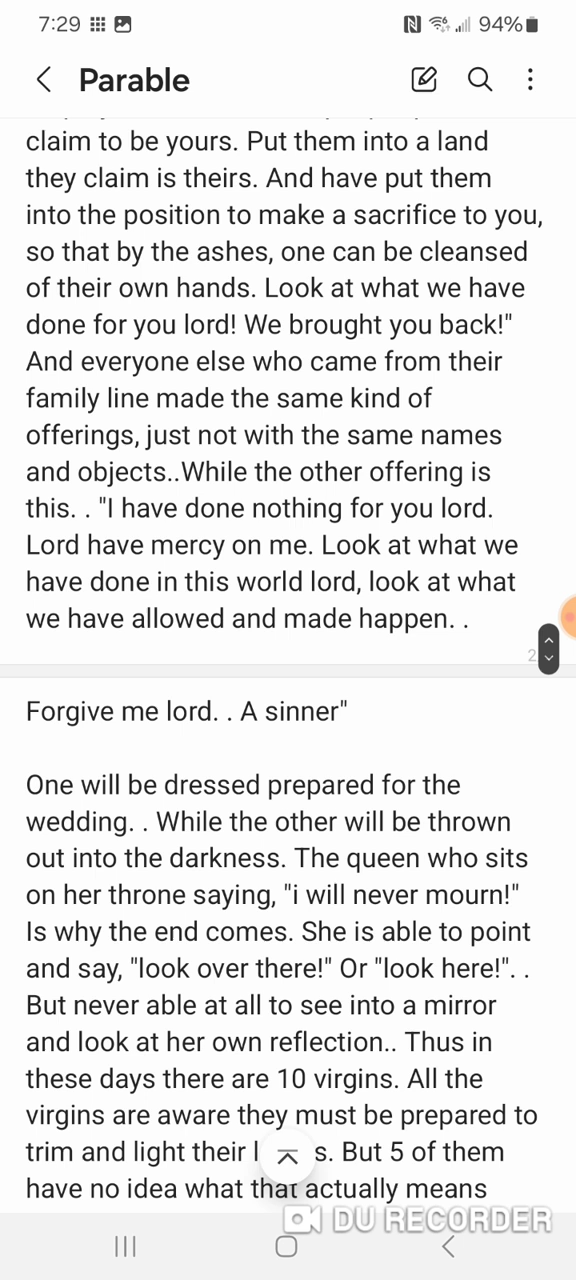 7:29
94%
Parable
claim to be yours. Put them into a land
they claim is theirs. And have put them
into the position to make a sacrifice to you,
so that by the ashes, one can be cleansed
of their own hands. Look at what we have
done for you lord! We brought you back!"
And everyone else who came from their
family line made the same kind of
offerings, just not with the same names
and objects..While the other offering is
this. . "I have done nothing for you lord.
Lord have mercy on me. Look at what we
have done in this world lord, look at what
we have allowed and made happen. .
2
Forgive me lord. . A sinner"
One will be dressed prepared for the
wedding. . While the other will be thrown
out into the darkness. The queen who sits
on her throne saying, "i will never mourn!"
Is why the end comes. She is able to point
and say, "look over there!" Or "look here!". .
But never able at all to see into a mirror
and look at her own reflection.. Thus in
these days there are 10 virgins. All the
virgins are aware they must be prepared to
trim and light their But 5 of them
have no idea what that actually means
DU RECORDER